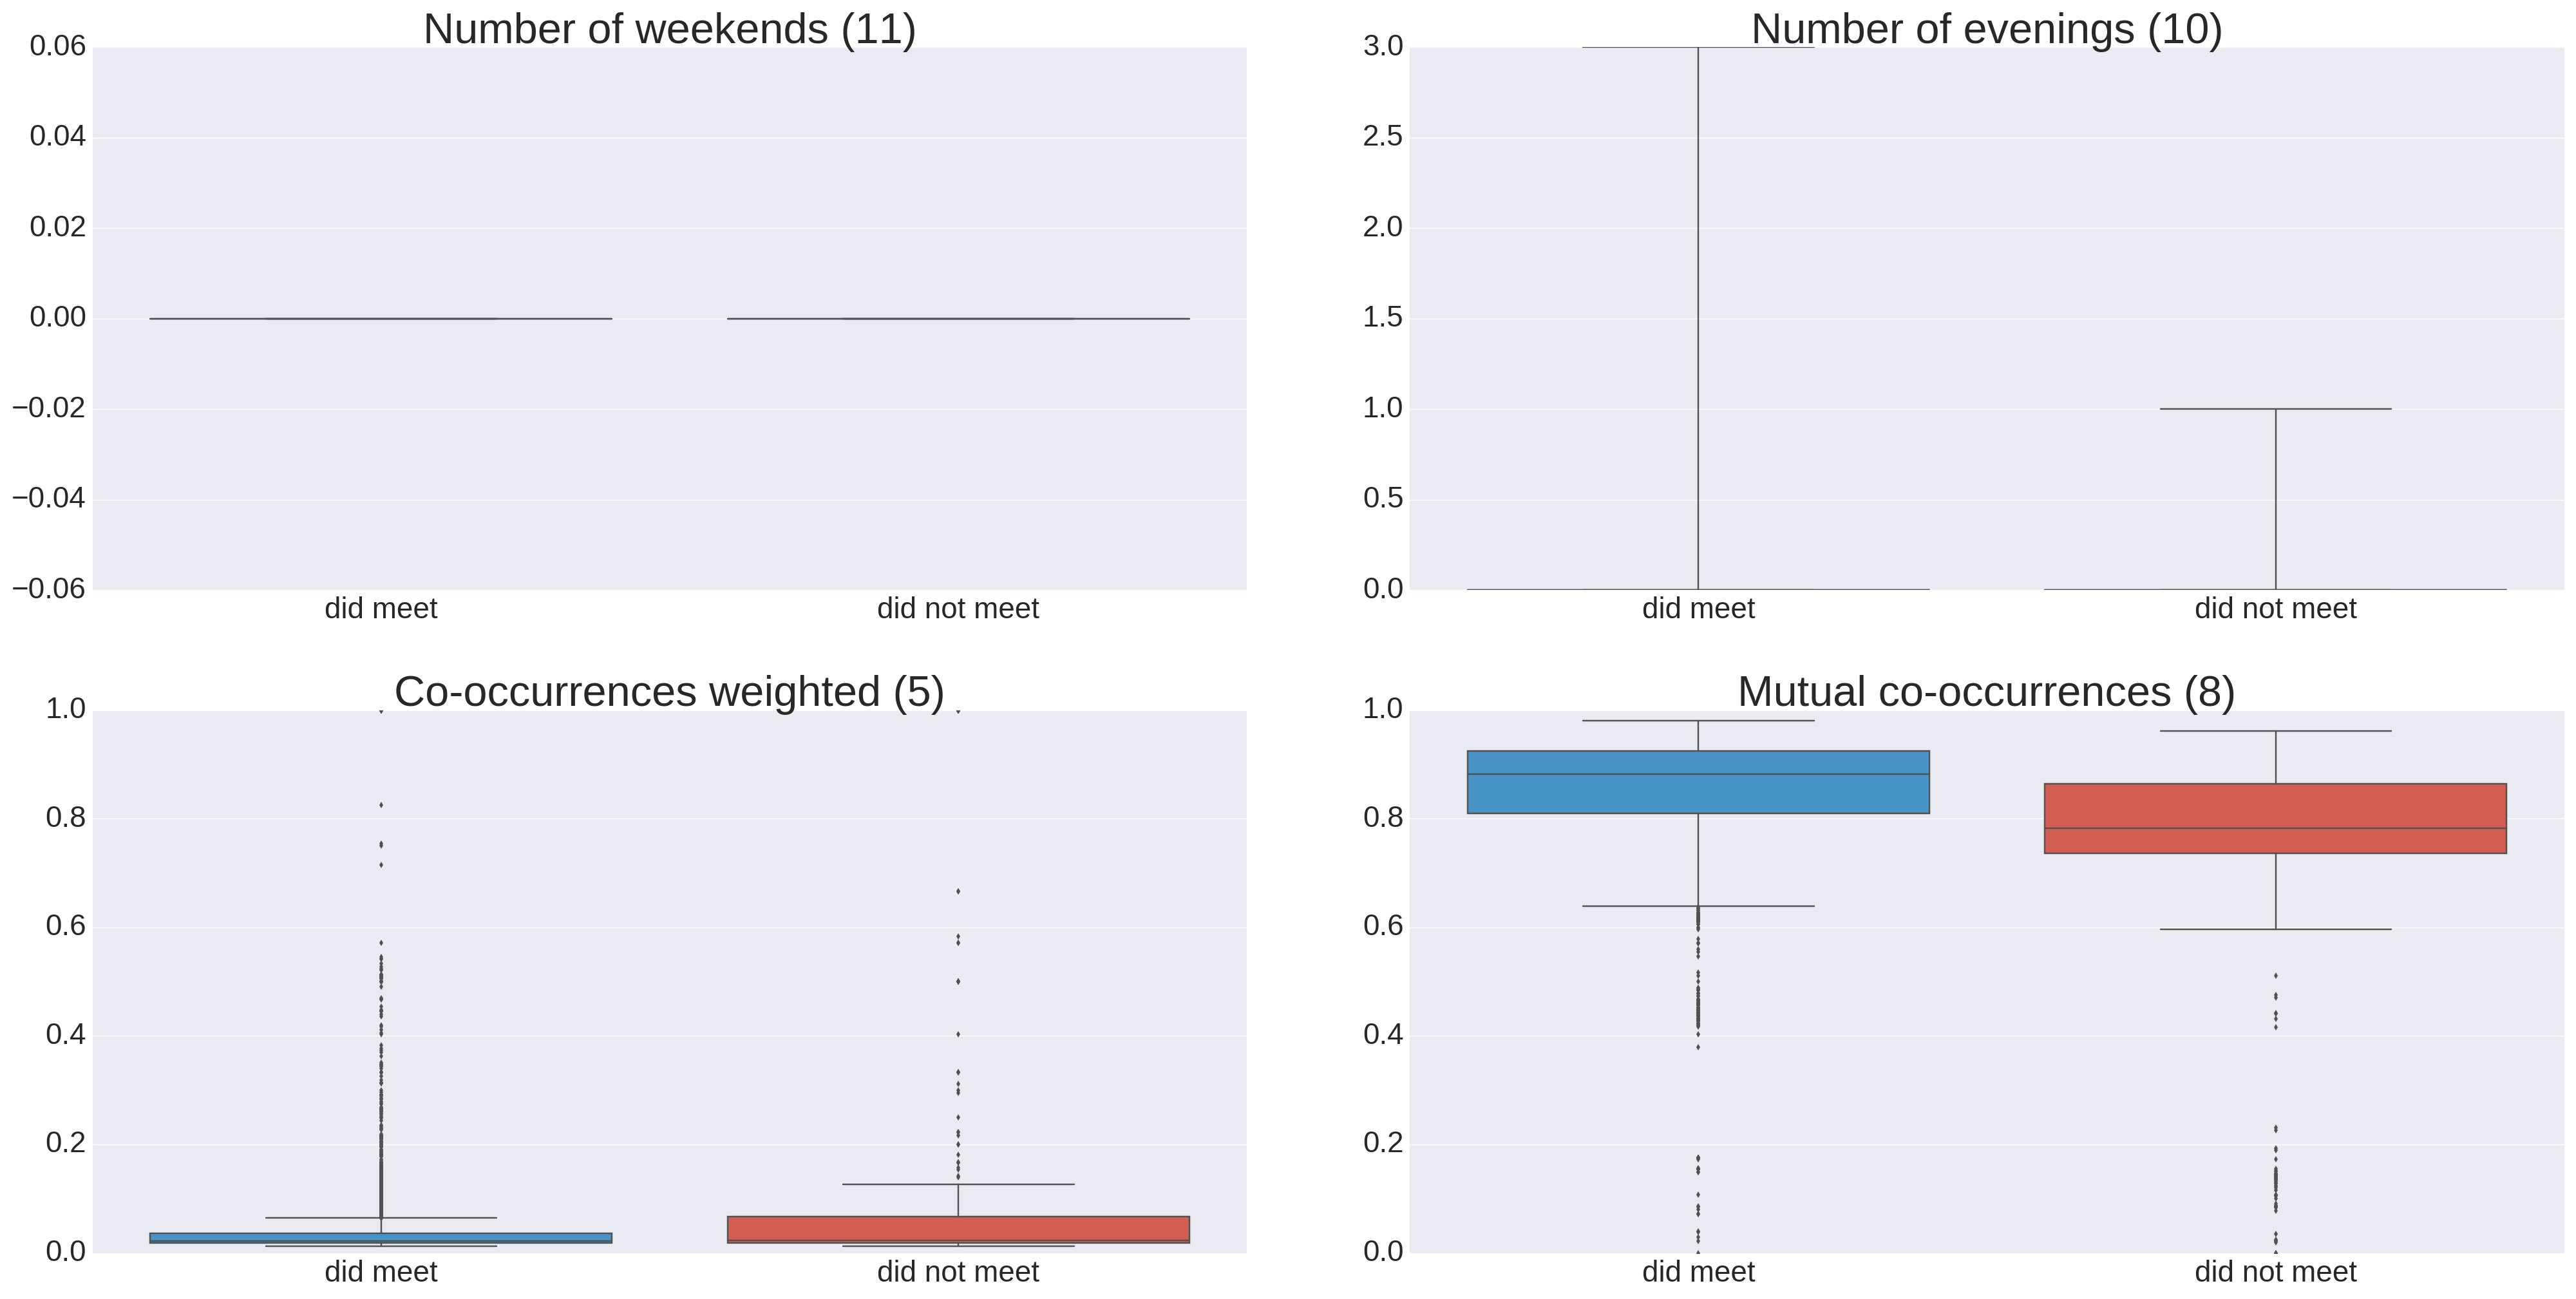 Number of weekends (11)
0.06
0.04
0.02
0.00
−0.02
−0.04
−0.06
did meet
did not meet
Number of evenings (10)
3.0
2.5
2.0
1.5
1.0
0.5
0.0
did meet
did not meet
Co-occurrences weighted (5)
1.0
0.8
0.6
0.4
0.2
0.0
did meet
did not meet
Mutual co-occurrences (8)
1.0
0.8
0.6
0.4
0.2
0.0
did meet
did not meet